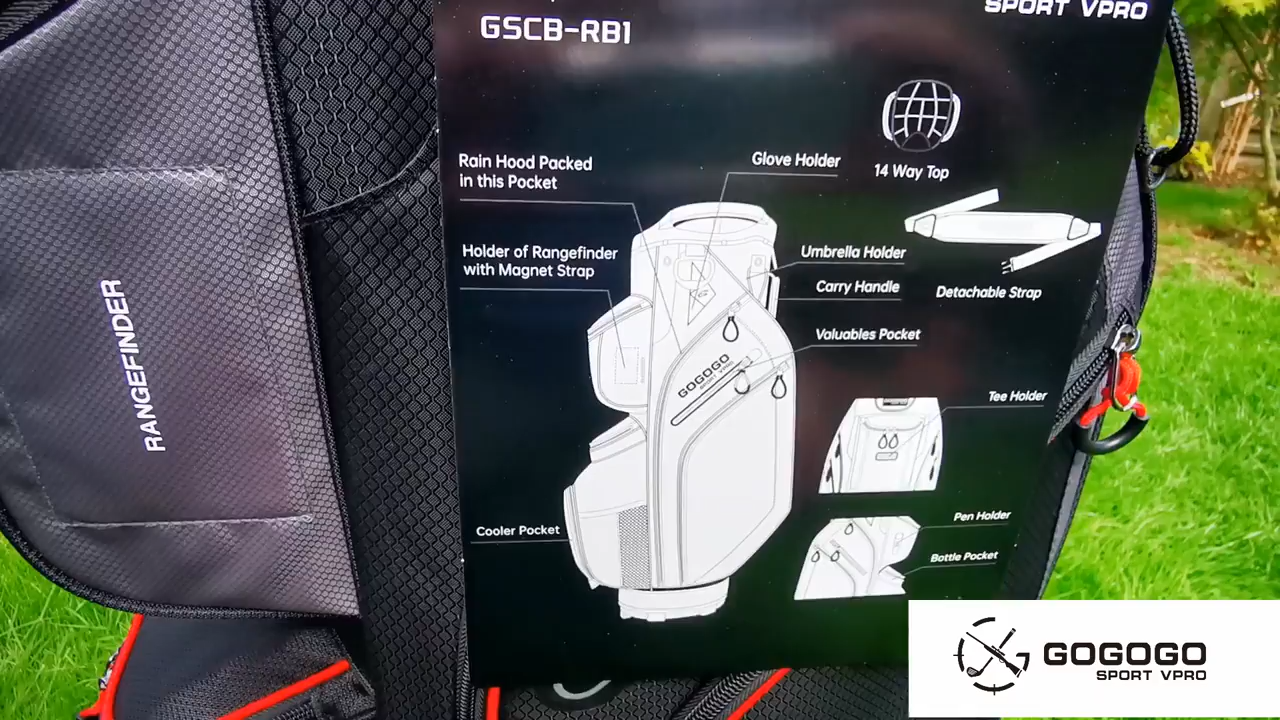 SPORT VPRO
GSCB-RB1
Rain Hood Packed
in this Pocket
Glove Holder
14 Way Top
Holder of Rangefinder
with Magnet Strap
Umbrella Holder
Carry Handle
Detachable Strap
Valuables Pocket
GOGOGO
SPORT VPRO
Tee Holder
RANGEFINDER
Cooler Pocket
Pen Holder
Bottle Pocket
GOGOGO
SPORT VPRO